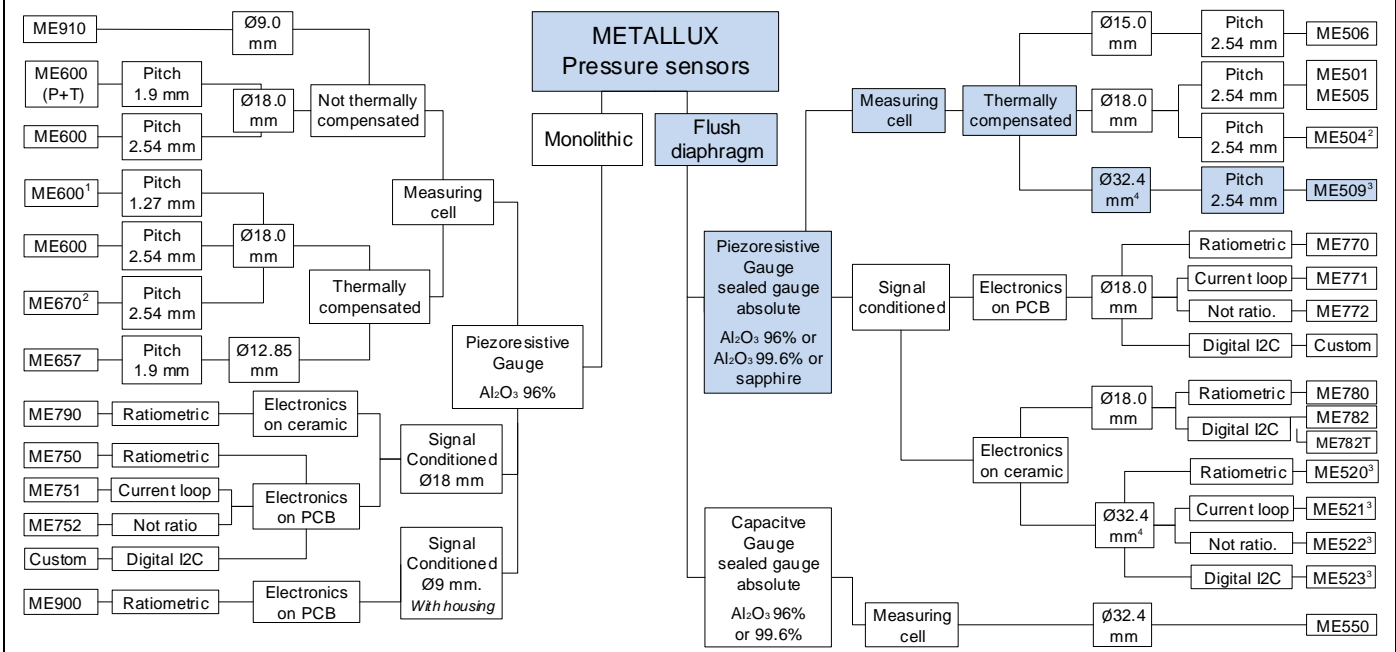 METALLUX
Pressure sensors
Monolithic
Flush
diaphragm
ME910
Ø9.0
mm
ME600
(P+T)
Pitch
1.9 mm
Ø18.0
mm
Not thermally
compensated
ME600
Pitch
2.54 mm
ME600¹
Pitch
1.27 mm
Measuring
cell
ME600
Pitch
2.54 mm
Ø18.0
mm
Thermally
compensated
ME670²
Pitch
2.54 mm
ME657
Pitch
1.9 mm
Ø12.85
mm
Piezoresistive
Gauge
Al₂O₃ 96%
ME790
Ratiometric
Electronics
on ceramic
Signal
Conditioned
Ø18 mm
ME750
Ratiometric
ME751
Current loop
Electronics
on PCB
ME752
Not ratio
Custom
Digital I2C
Signal
Conditioned
Ø9 mm.
With housing
ME900
Ratiometric
Electronics
on PCB
Measuring
cell
Thermally
compensated
Ø15.0
mm
Pitch
2.54 mm
ME506
Ø18.0
mm
Pitch
2.54 mm
ME501
ME505
Pitch
2.54 mm
ME504²
Ø32.4
mm⁴
Pitch
2.54 mm
ME509³
Piezoresistive
Gauge
sealed gauge
absolute
Al₂O₃ 96% or
Al₂O₃ 99.6% or
sapphire
Signal
conditioned
Electronics
on PCB
Ø18.0
mm
Ratiometric
ME770
Current loop
ME771
Not ratio.
ME772
Digital I2C
Custom
Electronics
on ceramic
Ø18.0
mm
Ratiometric
ME780
Digital I2C
ME782
ME782T
Ø32.4
mm⁴
Ratiometric
ME520³
Current loop
ME521³
Not ratio.
ME522³
Digital I2C
ME523³
Capacitve
Gauge
sealed gauge
absolute
Al₂O₃ 96%
or 99.6%
Measuring
cell
Ø32.4
mm
ME550